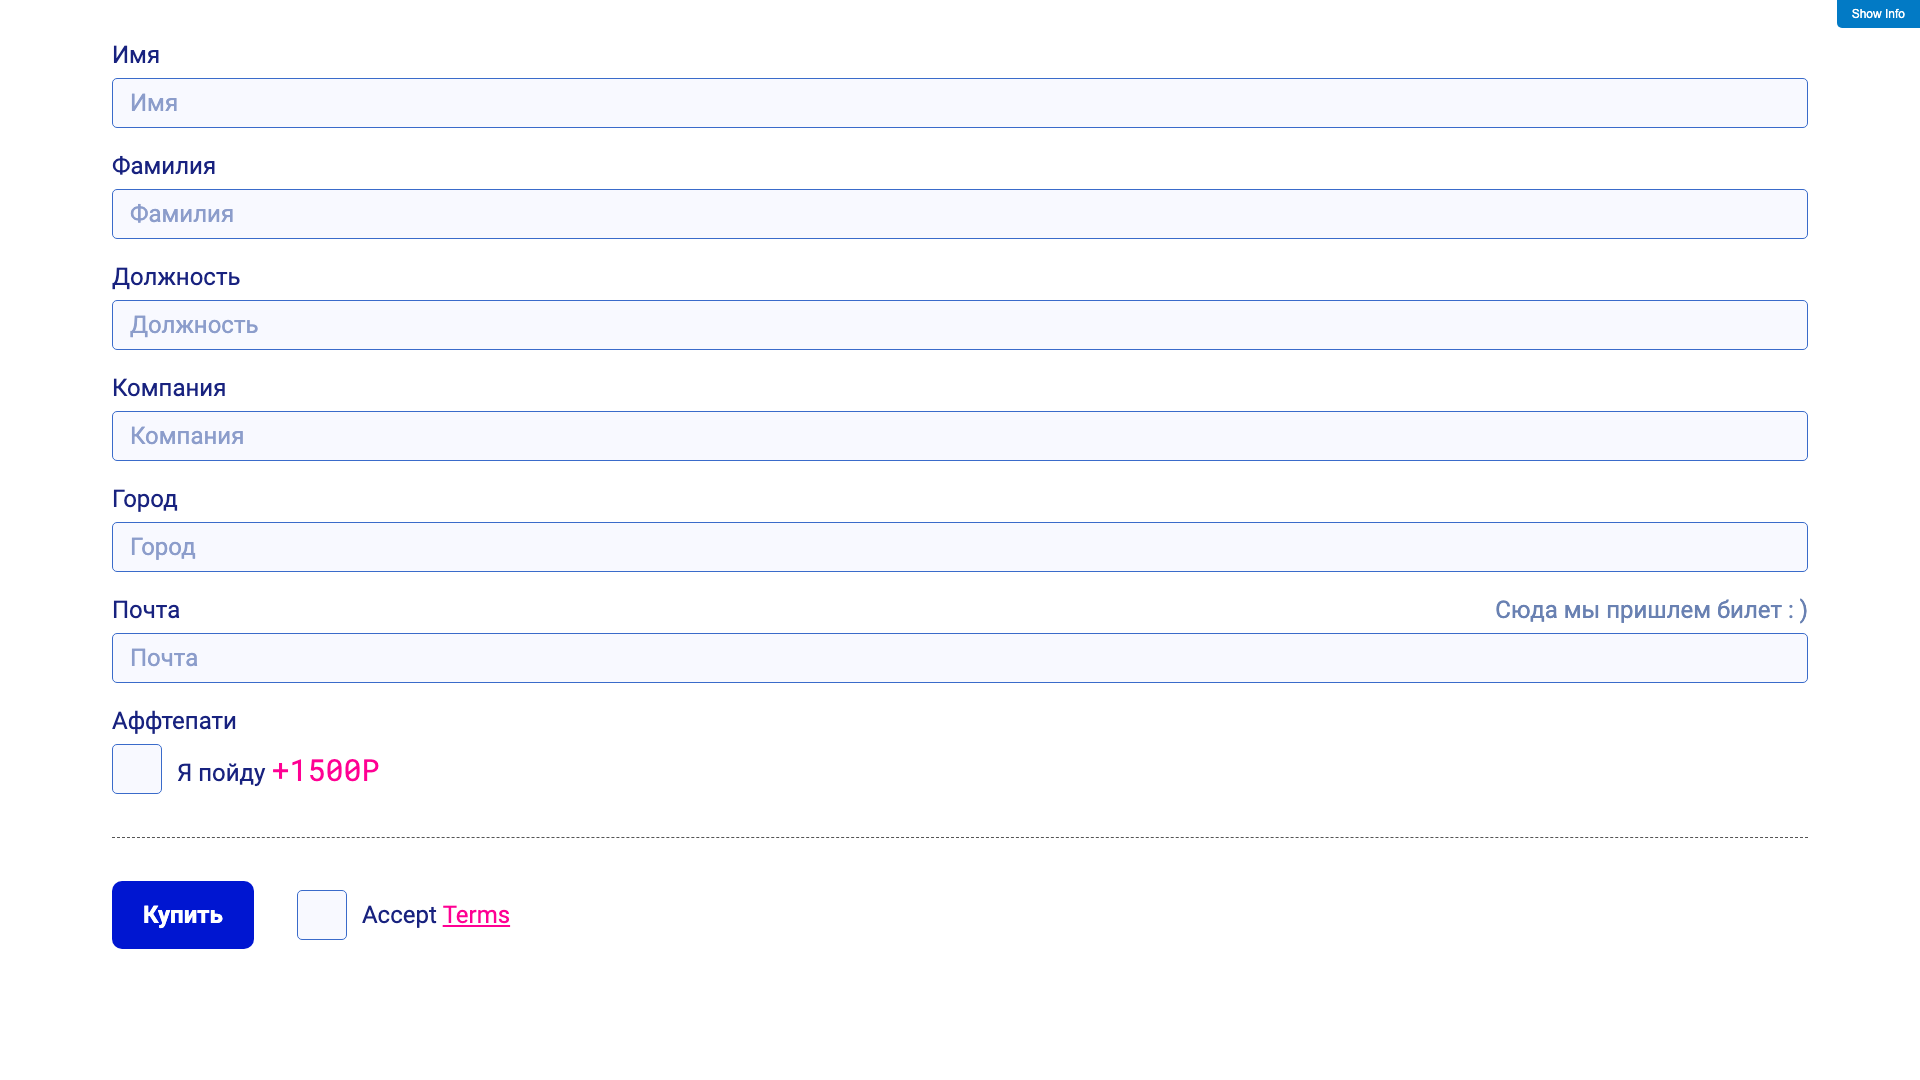 Show Info
Имя
Имя
Фамилия
Фамилия
Должность
Должность
Компания
Компания
Город
Город
Почта
Сюда мы пришлем билет : )
Почта
Аффтепати
Я пойду +1500Р
Купить
Accept Terms